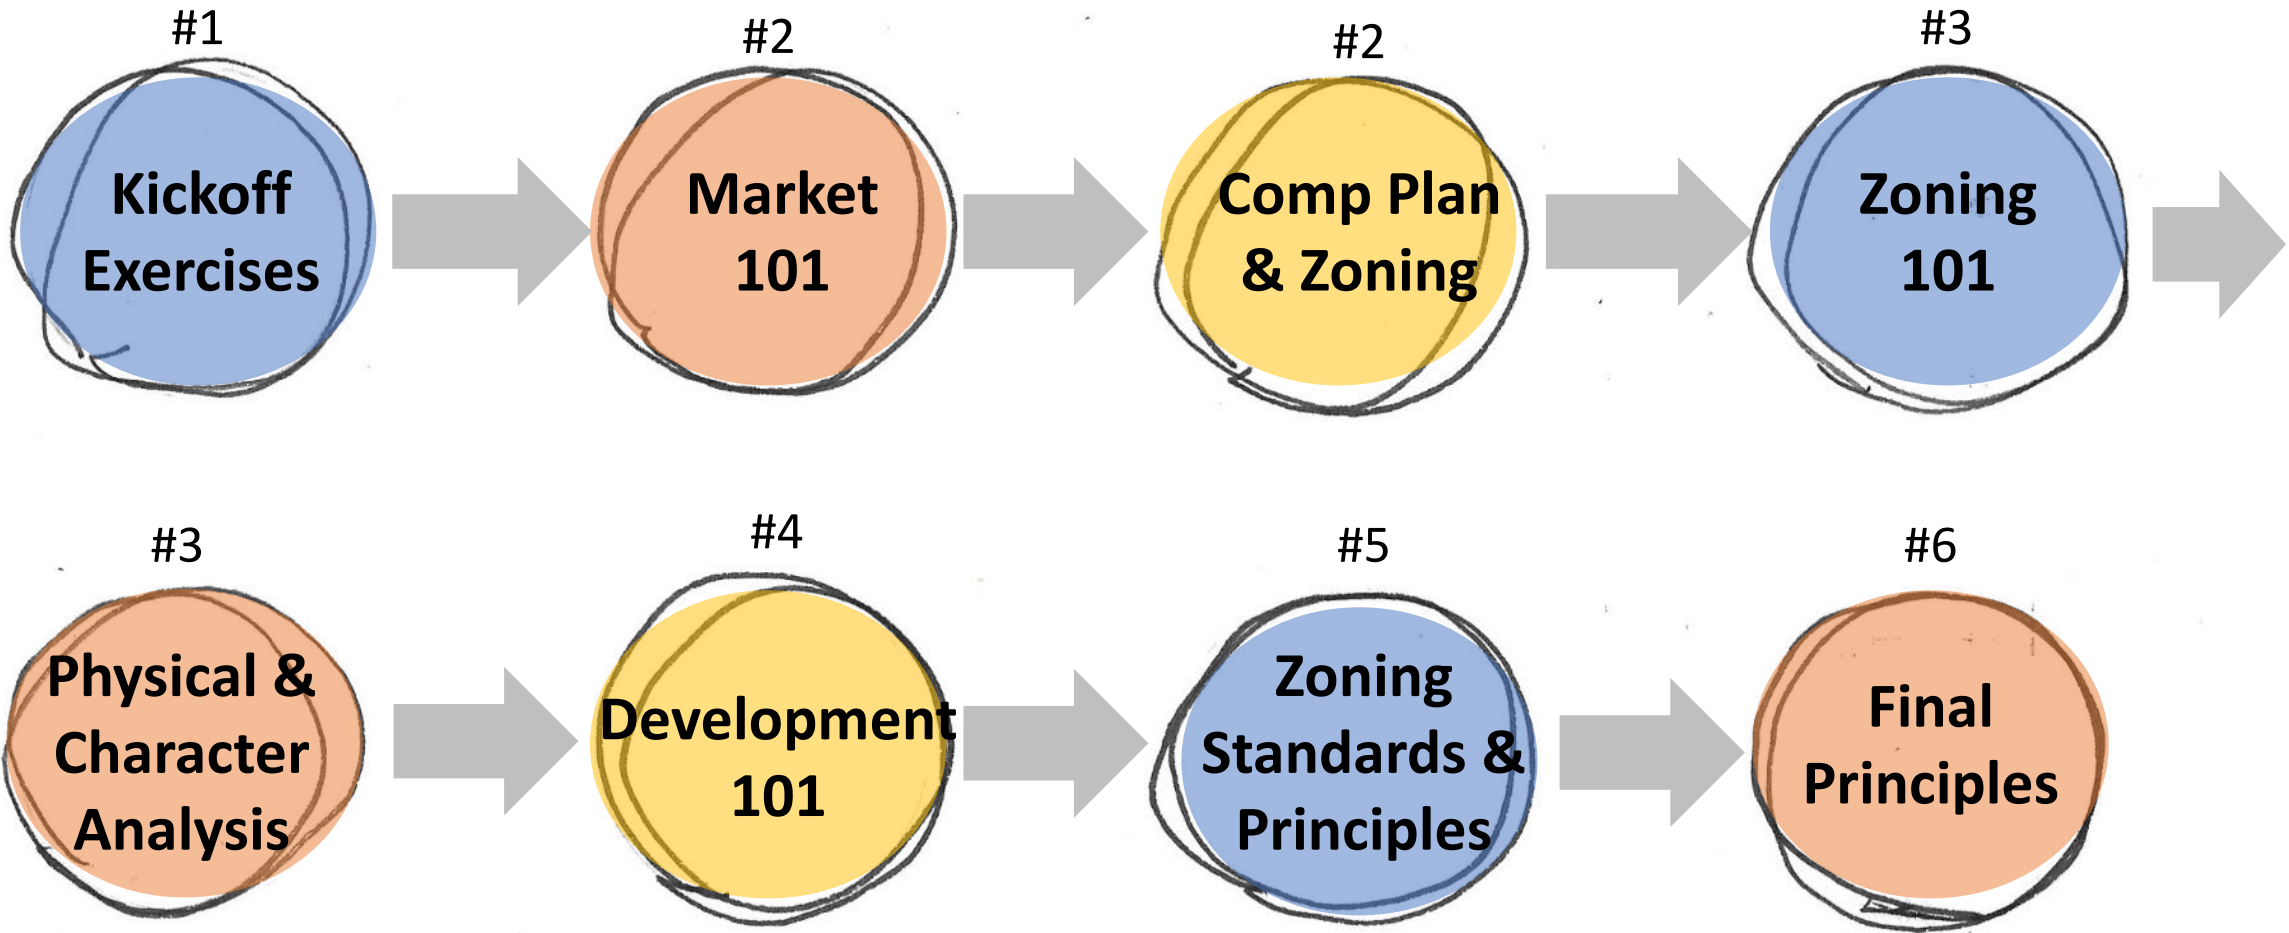 #1
Kickoff
Exercises
#2
Market
101
#2
Comp Plan
& Zoning
#3
Zoning
101
#3
Physical &
Character
Analysis
#4
Development
101
#5
Zoning
Standards &
Principles
#6
Final
Principles